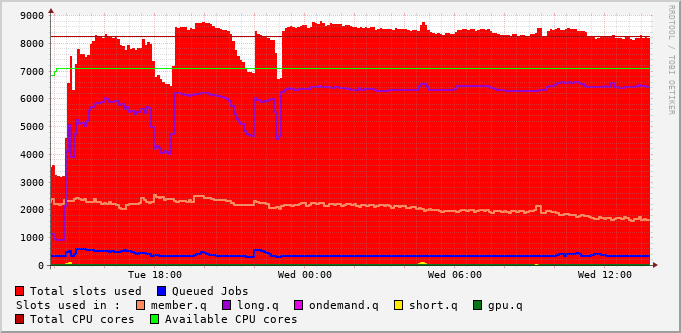 RRDTOOL / TOBI OETIKER
9000
8000
7000
6000
5000
4000
3000
2000
1000
0
Tue 18:00 Wed 00:00 Wed 06:00 Wed 12:00
Total slots used Queued Jobs
Slots used in : member.q long.q ondemand.q short.q gpu.q
Total CPU cores Available CPU cores